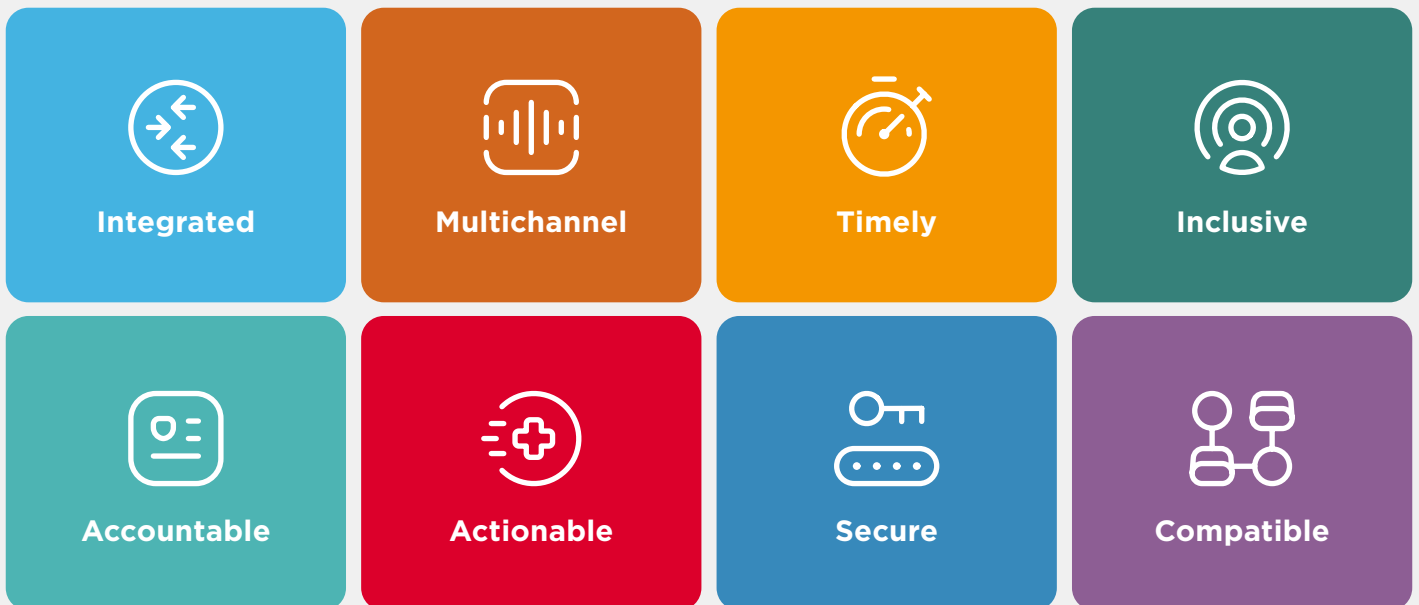 Integrated
Multichannel
Timely
Inclusive
Accountable
Actionable
Secure
Compatible